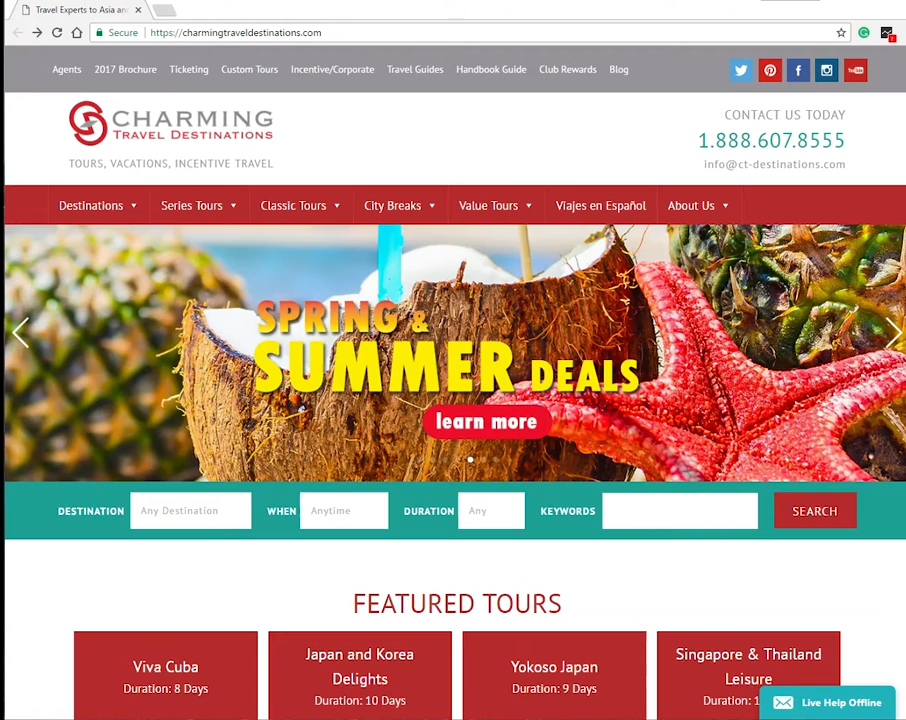 Travel Experts to Asia an
Secure https://charmingtraveldestinations.com
Agents 2017 Brochure Ticketing Custom Tours Incentive/Corporate Travel Guides Handbook Guide Club Rewards Blog
CHARMING
TRAVEL DESTINATIONS
TOURS, VACATIONS, INCENTIVE TRAVEL
CONTACT US TODAY
1.888.607.8555
info@ct-destinations.com
Destinations Series Tours Classic Tours City Breaks Value Tours Viajes en Español About Us
SPRING &
SUMMER DEALS
learn more
DESTINATION Any Destination WHEN Anytime DURATION Any KEYWORDS SEARCH
FEATURED TOURS
Viva Cuba
Duration: 8 Days
Japan and Korea
Delights
Duration: 10 Days
Yokoso Japan
Duration: 9 Days
Singapore & Thailand
Leisure
Duration:
Live Help Offline